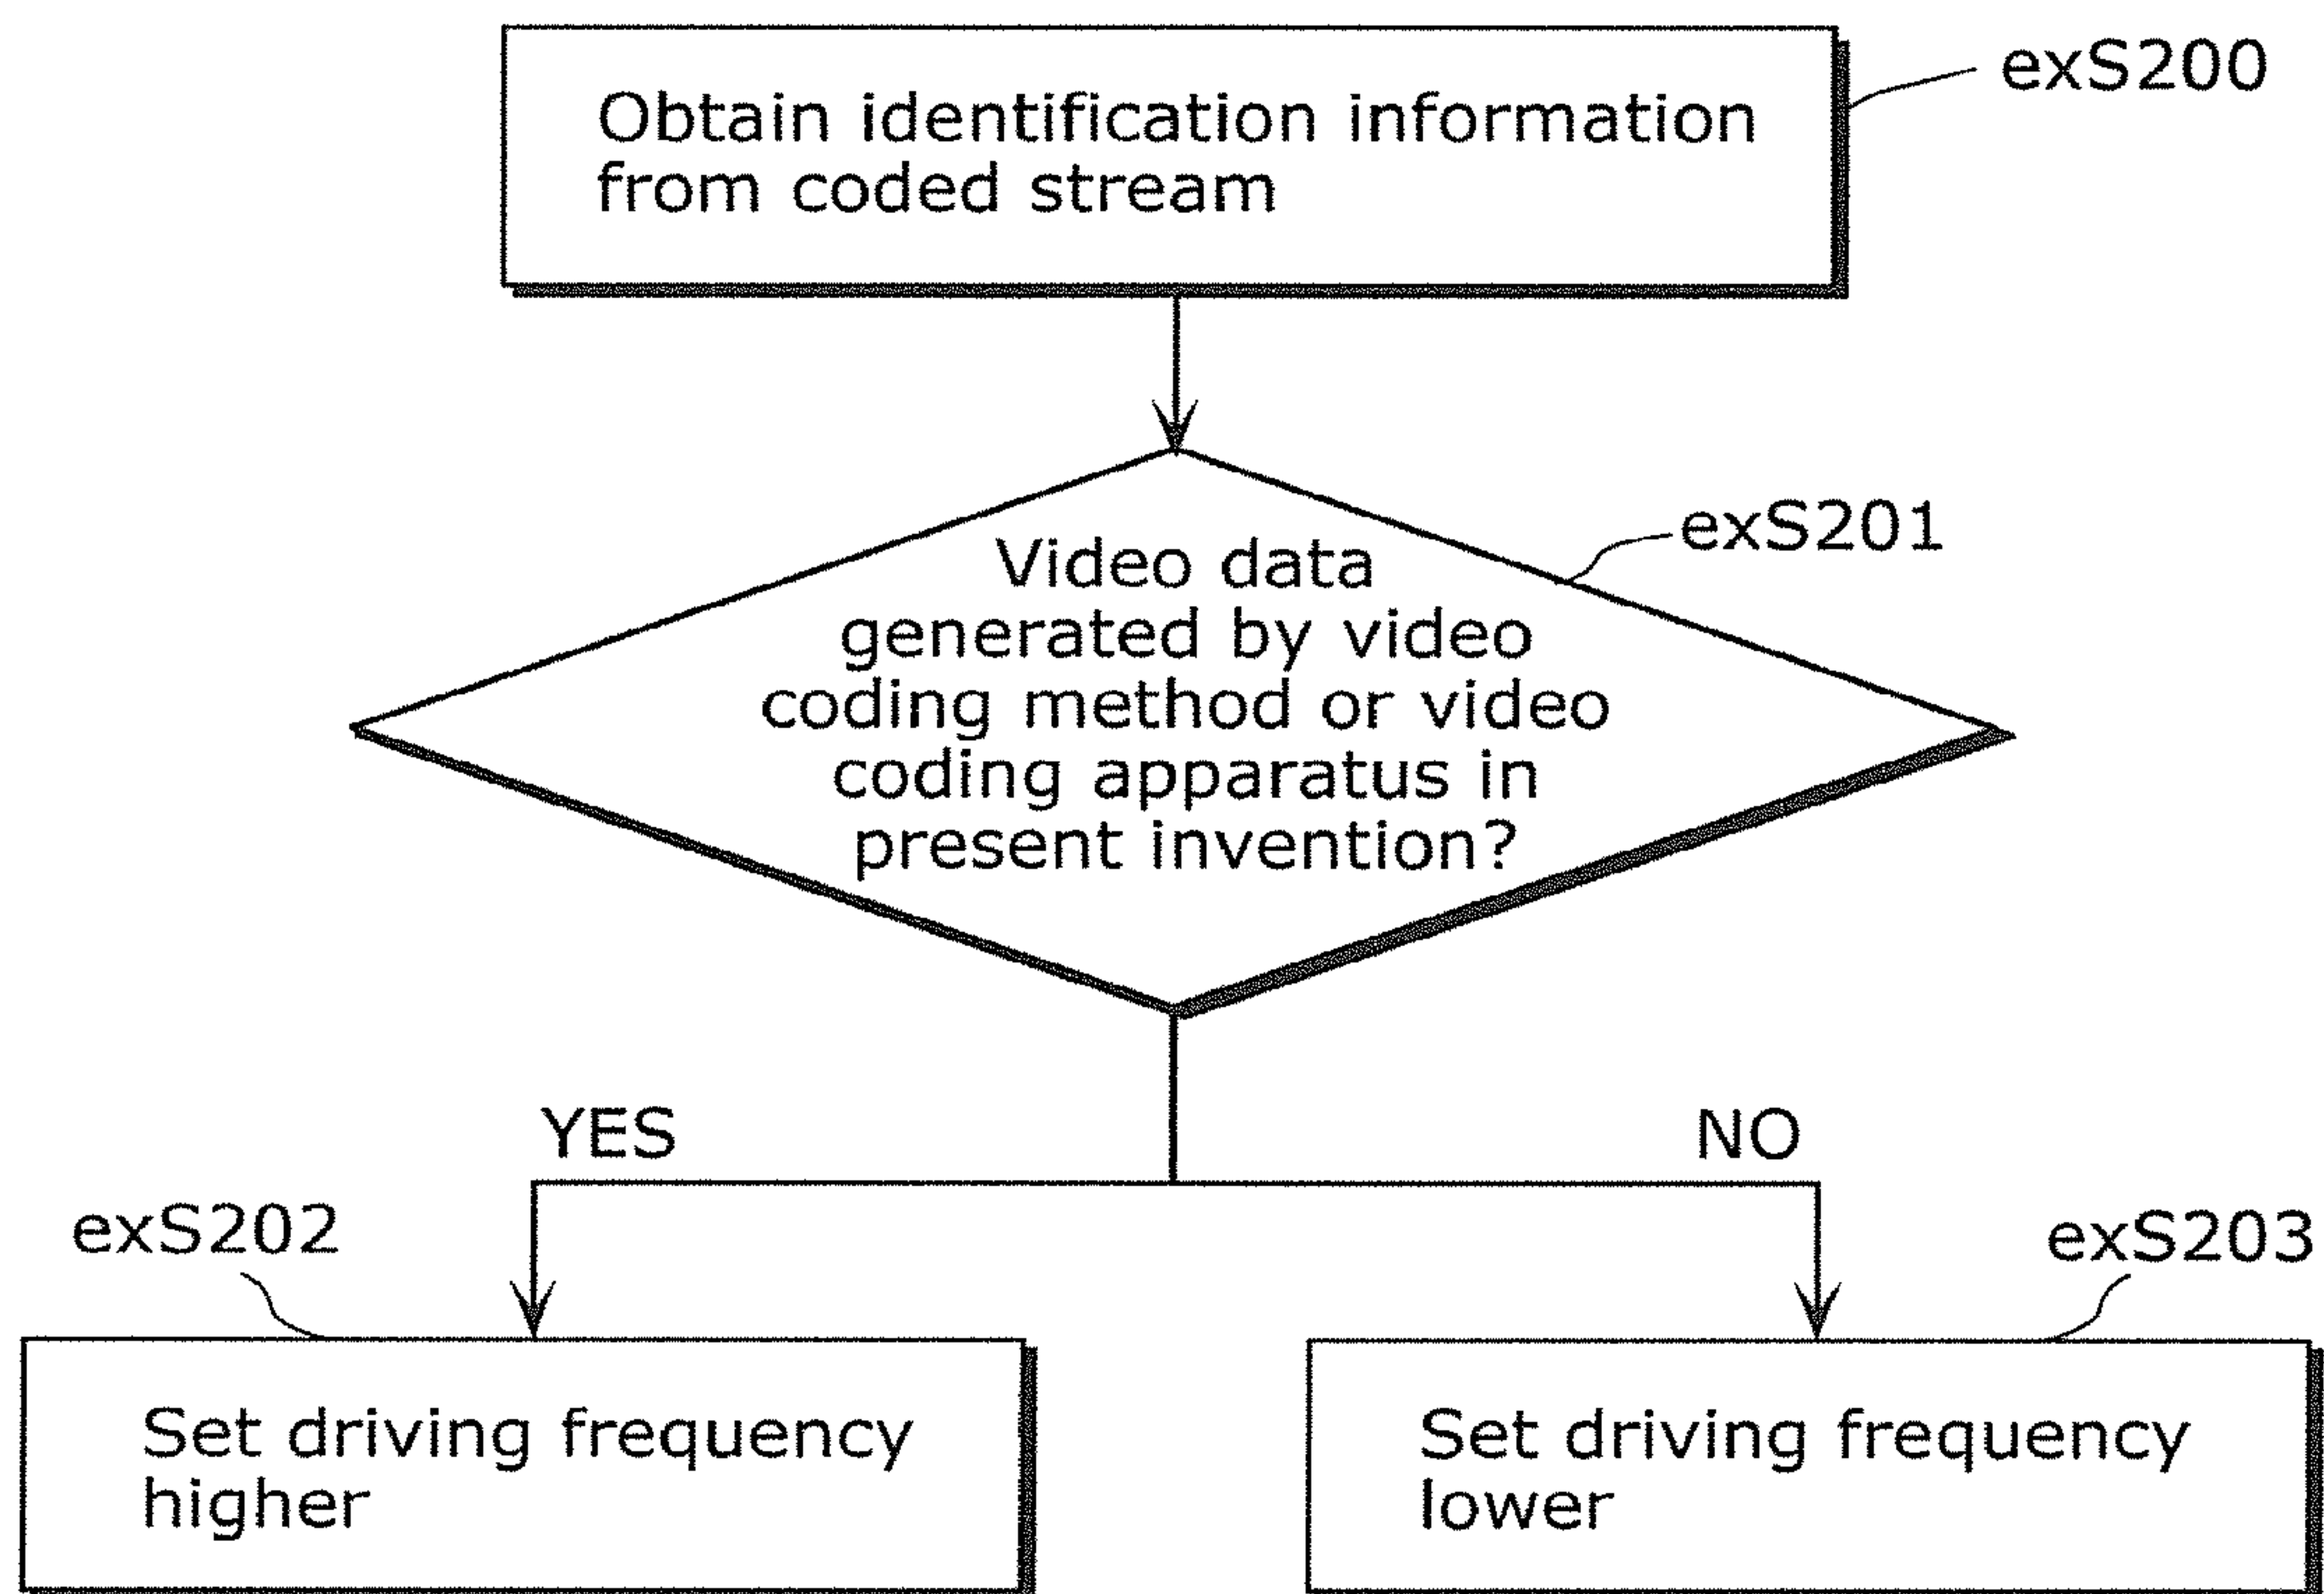 Obtain identification information
from coded stream
exS200
Video data
generated by video
coding method or video
coding apparatus in
present invention?
exS201
YES
NO
exS202
exS203
Set driving frequency
higher
Set driving frequency
lower